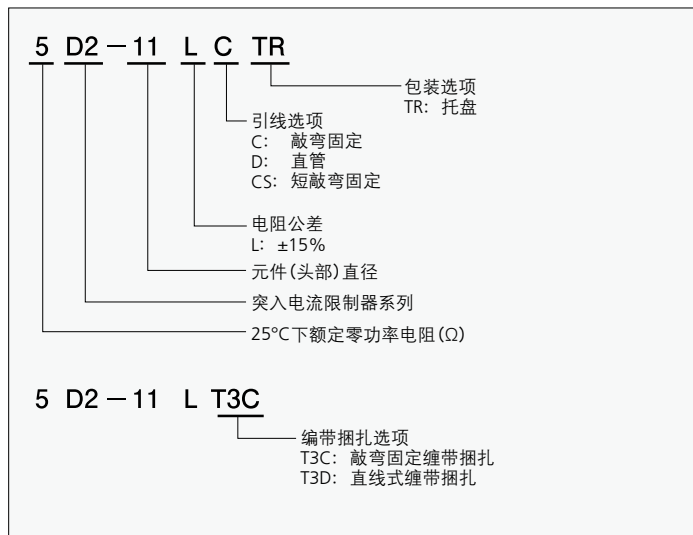 5 D2－11 L C TR
包装选项
TR: 托盘
引线选项
C: 敲弯固定
D: 直管
CS: 短敲弯固定
电阻公差
L: ±15%
元件(头部)直径
突入电流限制器系列
25°C下额定零功率电阻(Ω)
5 D2－11 L T3C
编带捆扎选项
T3C: 敲弯固定缠带捆扎
T3D: 直线式缠带捆扎